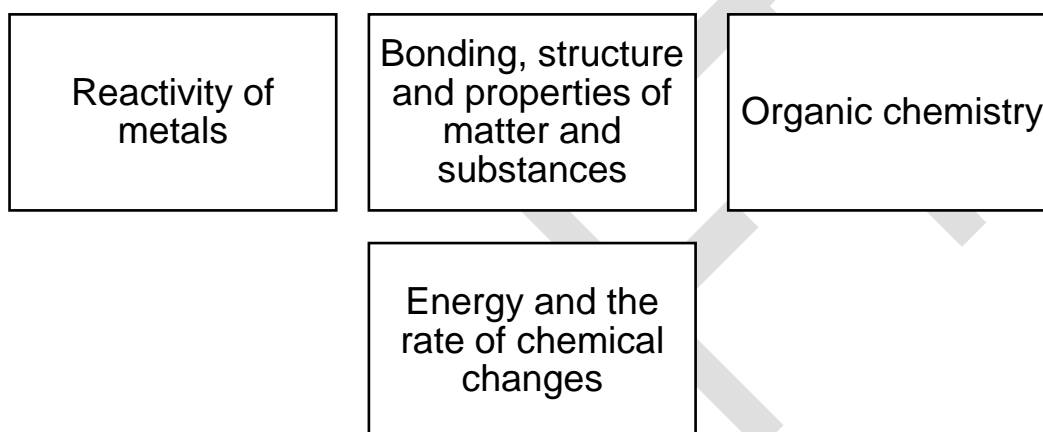 Reactivity of
metals
Bonding, structure
and properties of
matter and
substances
Organic chemistry
Energy and the
rate of chemical
changes